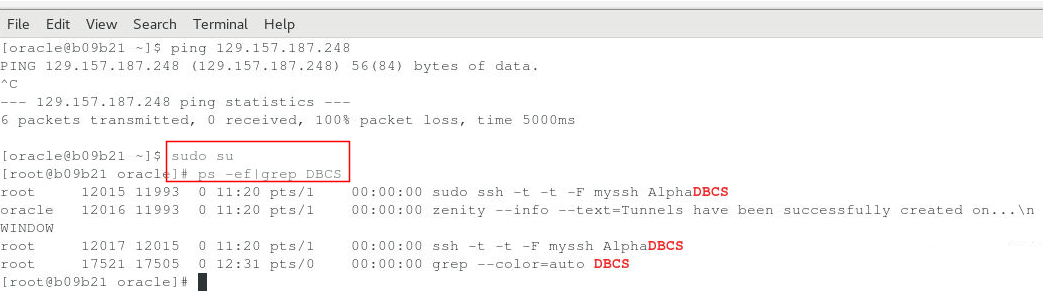 File Edit View Search Terminal Help
[oracle@b09b21 ~]$ ping 129.157.187.248
PING 129.157.187.248 (129.157.187.248) 56(84) bytes of data.
^C
--- 129.157.187.248 ping statistics ---
6 packets transmitted, 0 received, 100% packet loss, time 5000ms
[oracle@b09b21 ~]$ sudo su
[root@b09b21 oracle]# ps -ef|grep DBCS
root 12015 11993 0 11:20 pts/1 00:00:00 sudo ssh -t -t -F myssh AlphaDBCS
oracle 12016 11993 0 11:20 pts/1 00:00:00 zenity --info --text=Tunnels have been successfully created on...\n
WINDOW
root 12017 12015 0 11:20 pts/1 00:00:00 ssh -t -t -F myssh AlphaDBCS
root 17521 17505 0 12:31 pts/0 00:00:00 grep --color=auto DBCS
[root@b09b21 oracle]#